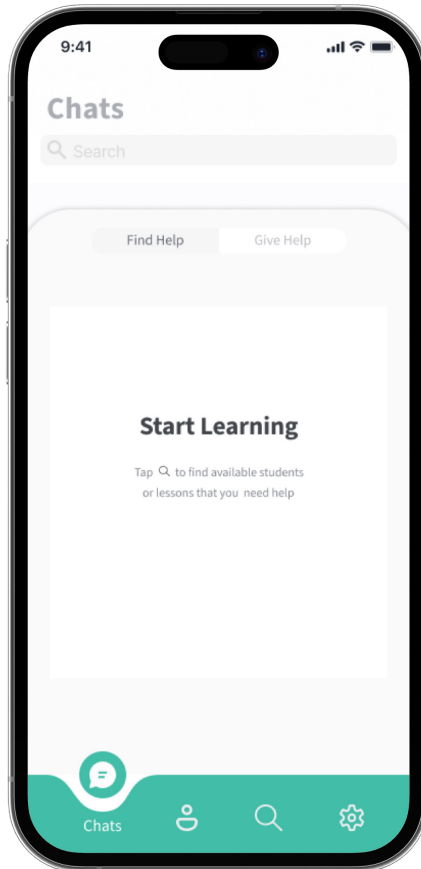 9:41
Chats
Search
Find Help Give Help
Start Learning
Tap to find available students
or lessons that you need help
Chats